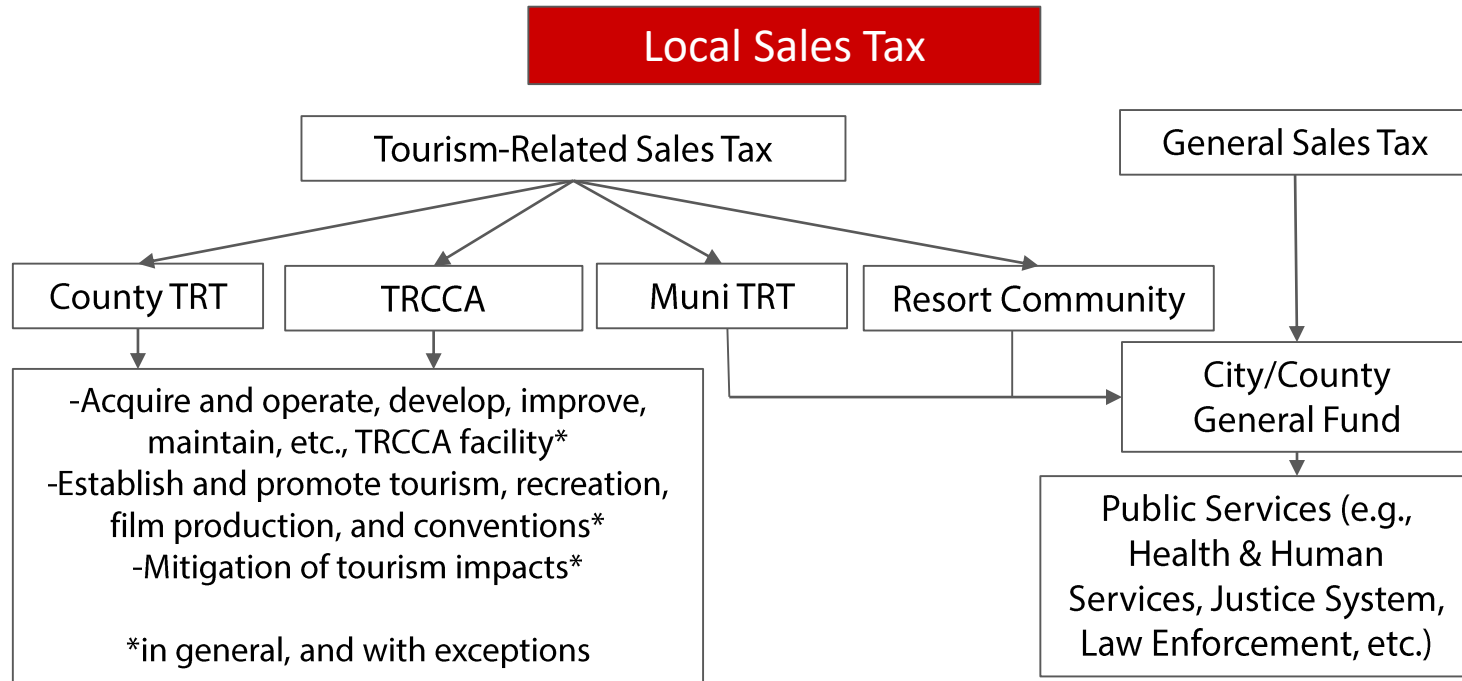 Local Sales Tax
Tourism-Related Sales Tax
General Sales Tax
County TRT
TRCCA
Muni TRT
Resort Community
-Acquire and operate, develop, improve,
maintain, etc., TRCCA facility*
-Establish and promote tourism, recreation,
film production, and conventions*
-Mitigation of tourism impacts*
*in general, and with exceptions
City/County
General Fund
Public Services (e.g.,
Health & Human
Services, Justice System,
Law Enforcement, etc.)